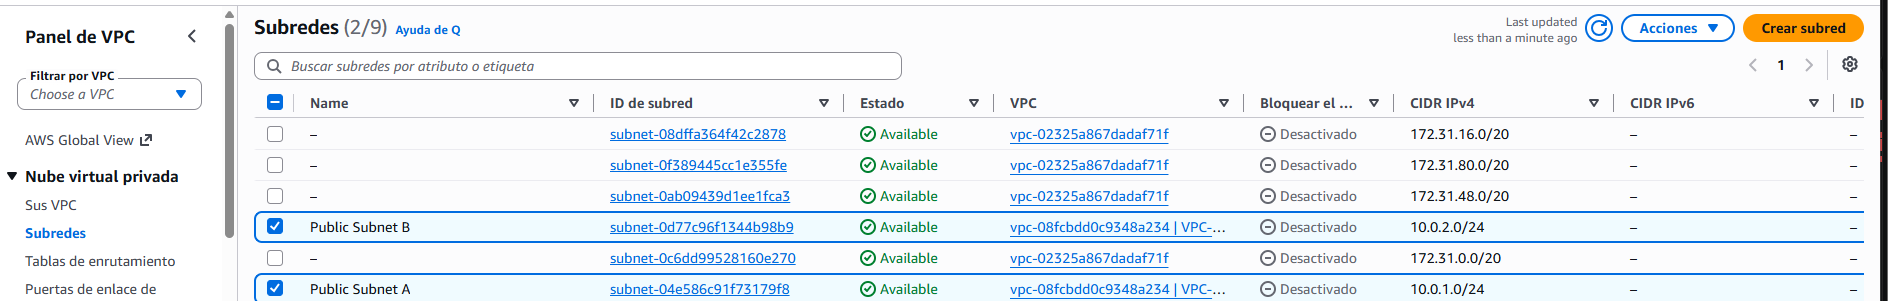 Panel de VPC
Filtrar por VPC
Choose a VPC
AWS Global View
Nube virtual privada
Sus VPC
Subredes
Tablas de enrutamiento
Puertas de enlace de
Subredes (2/9) Ayuda de Q
Last updated
less than a minute ago
Acciones
Crear subred
Buscar subredes por atributo o etiqueta
1
Name ID de subred Estado VPC Bloquear el ... CIDR IPv4 CIDR IPv6 ID
– subnet-08dffa364f42c2878 Available vpc-02325a867dadaf71f Desactivado 172.31.16.0/20 – –
– subnet-0f389445cc1e355fe Available vpc-02325a867dadaf71f Desactivado 172.31.80.0/20 – –
– subnet-0ab09439d1ee1fca3 Available vpc-02325a867dadaf71f Desactivado 172.31.48.0/20 – –
Public Subnet B subnet-0d77c96f1344b98b9 Available vpc-08fcbdd0c9348a234 | VPC-... Desactivado 10.0.2.0/24 – –
– subnet-0c6dd99528160e270 Available vpc-02325a867dadaf71f Desactivado 172.31.0.0/20 – –
Public Subnet A subnet-04e586c91f73179f8 Available vpc-08fcbdd0c9348a234 | VPC-... Desactivado 10.0.1.0/24 – –